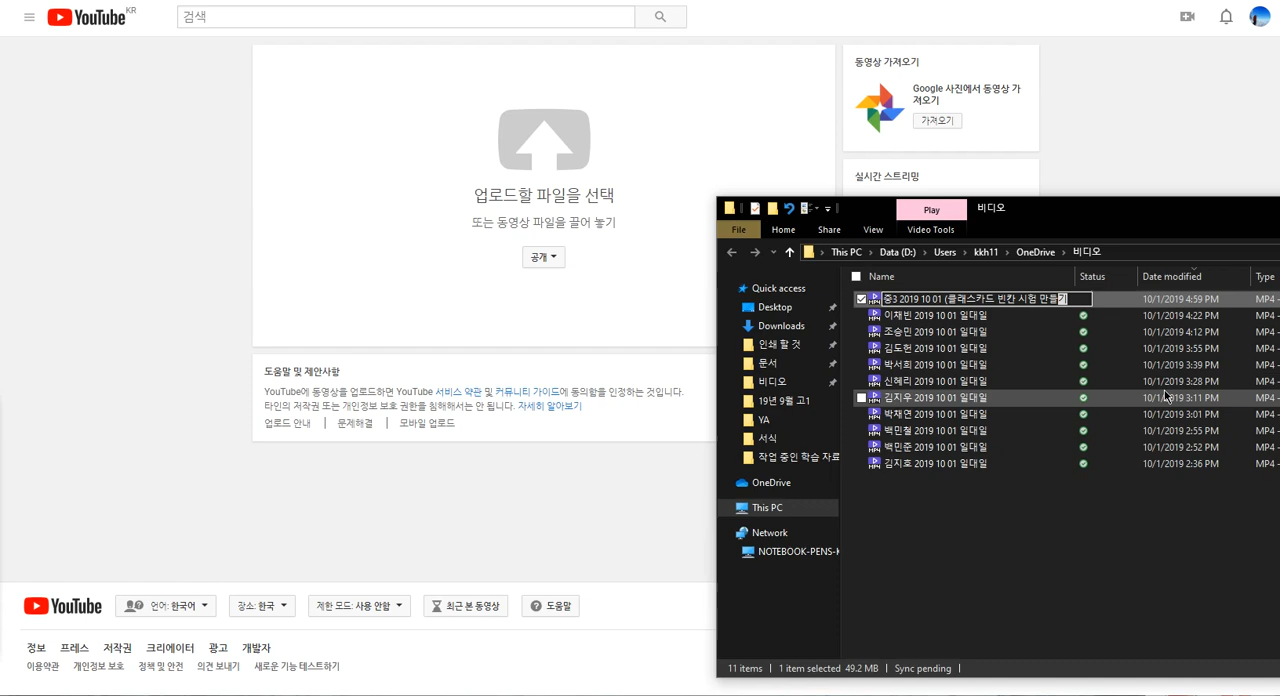 YouTube KR
검색
업로드할 파일을 선택
또는 동영상 파일을 끌어 놓기
공개
동영상 가져오기
Google 사진에서 동영상 가
져오기
가져오기
실시간 스트리밍
도움말 및 제안사항
YouTube에 동영상을 업로드하면 YouTube 서비스 약관 및 커뮤니티 가이드에 동의함을 인정하는 것입니다.
타인의 저작권 또는 개인정보 보호 권한을 침해해서는 안 됩니다. 자세히 알아보기
업로드 안내 | 문제해결 | 모바일 업로드
Play 비디오
File Home Share View Video Tools
This PC > Data (D:) > Users > kkh11 > OneDrive > 비디오
Name Status Date modified Type
Quick access
Desktop
Downloads
인쇄 할 것
문서
비디오
19년 9월 고1
YA
서식
작업 중인 학습 자료
OneDrive
This PC
Network
NOTEBOOK-PENS-K
중3 2019 10 01 (클래스카드 빈칸 시험 만들기 10/1/2019 4:59 PM MP4 -
이채빈 2019 10 01 일대일 10/1/2019 4:22 PM MP4 -
조승민 2019 10 01 일대일 10/1/2019 4:12 PM MP4 -
김도헌 2019 10 01 일대일 10/1/2019 3:55 PM MP4 -
박서희 2019 10 01 일대일 10/1/2019 3:39 PM MP4 -
신혜리 2019 10 01 일대일 10/1/2019 3:28 PM MP4 -
김지우 2019 10 01 일대일 10/1/2019 3:11 PM MP4 -
박채연 2019 10 01 일대일 10/1/2019 3:01 PM MP4 -
백민철 2019 10 01 일대일 10/1/2019 2:55 PM MP4 -
백민준 2019 10 01 일대일 10/1/2019 2:52 PM MP4 -
김지호 2019 10 01 일대일 10/1/2019 2:36 PM MP4 -
11 items | 1 item selected 49.2 MB | Sync pending |
YouTube 언어: 한국어 장소: 한국 제한 모드: 사용 안함 최근 본 동영상 도움말
정보 프레스 저작권 크리에이터 광고 개발자
이용약관 개인정보 보호 정책 및 안전 의견 보내기 새로운 기능 테스트하기